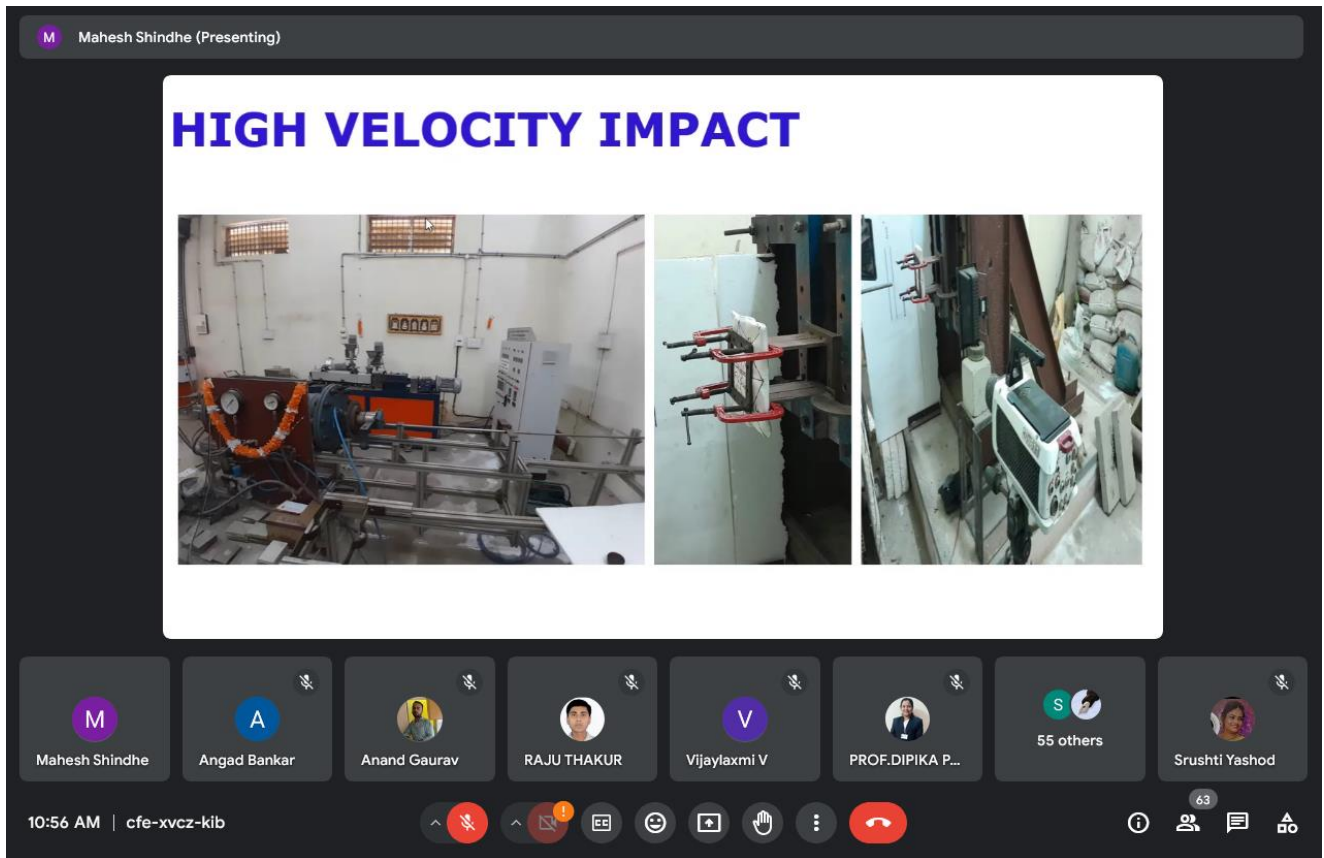 M Mahesh Shindhe (Presenting)
HIGH VELOCITY IMPACT
M
Mahesh Shindhe
A
Angad Bankar
Anand Gaurav
RAJU THAKUR
V
Vijaylaxmi V
PROF.DIPIKA P...
S
55 others
Srushti Yashod
10:56 AM | cfe-xvcz-kib
!
CC
63